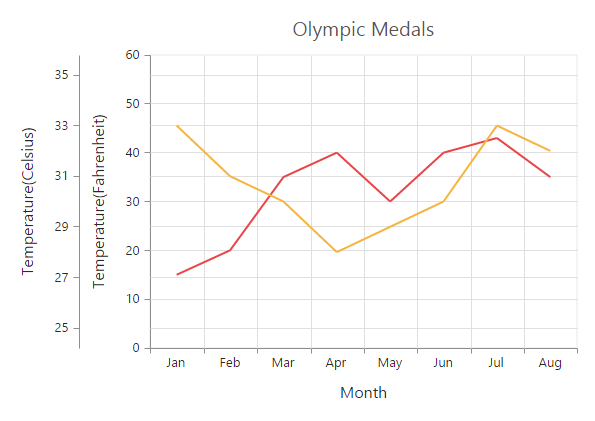 Olympic Medals
Temperature(Celsius)
35
33
31
29
27
25
Temperature(Fahrenheit)
60
50
40
30
20
10
0
Jan Feb Mar Apr May Jun Jul Aug
Month